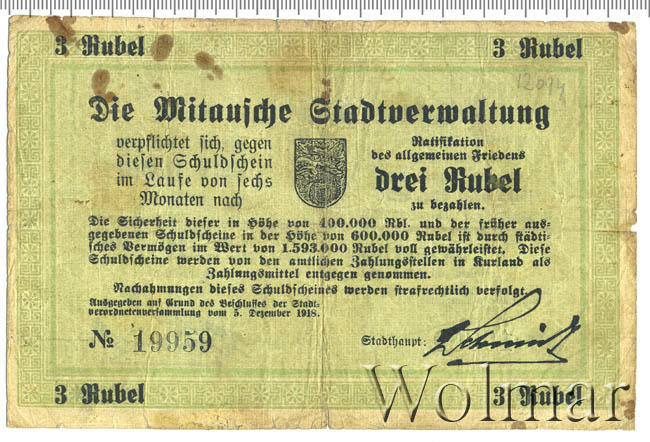 3 Rubel 3 Rubel
12094
Die Mitausche Stadtverwaltung
verpflichtet sich, gegen
diesen Schuldschein
im Laufe von sechs
Monaten nach
Ratifikation
des allgemeinen Friedens
drei Rubel
zu bezahlen.
Die Sicherheit dieser in Höhe von 400.000 Rbl. und der früher aus-
gegebenen Schuldscheine in der Höhe von 600.000 Rubel ist durch städti-
sches Vermögen im Wert von 1.593.000 Rubel voll gewährleistet. Diese
Schuldscheine werden von den amtlichen Zahlungsstellen in Kurland als
Zahlungsmittel entgegen genommen.
Nachahmungen dieses Schuldscheines werden strafrechtlich verfolgt.
Ausgegeben auf Grund des Beschlusses der Stadt-
verordnetenversammlung vom 5. Dezember 1918.
№ 19959
Stadthaupt:
Wolmar
3 Rubel 3 Rubel